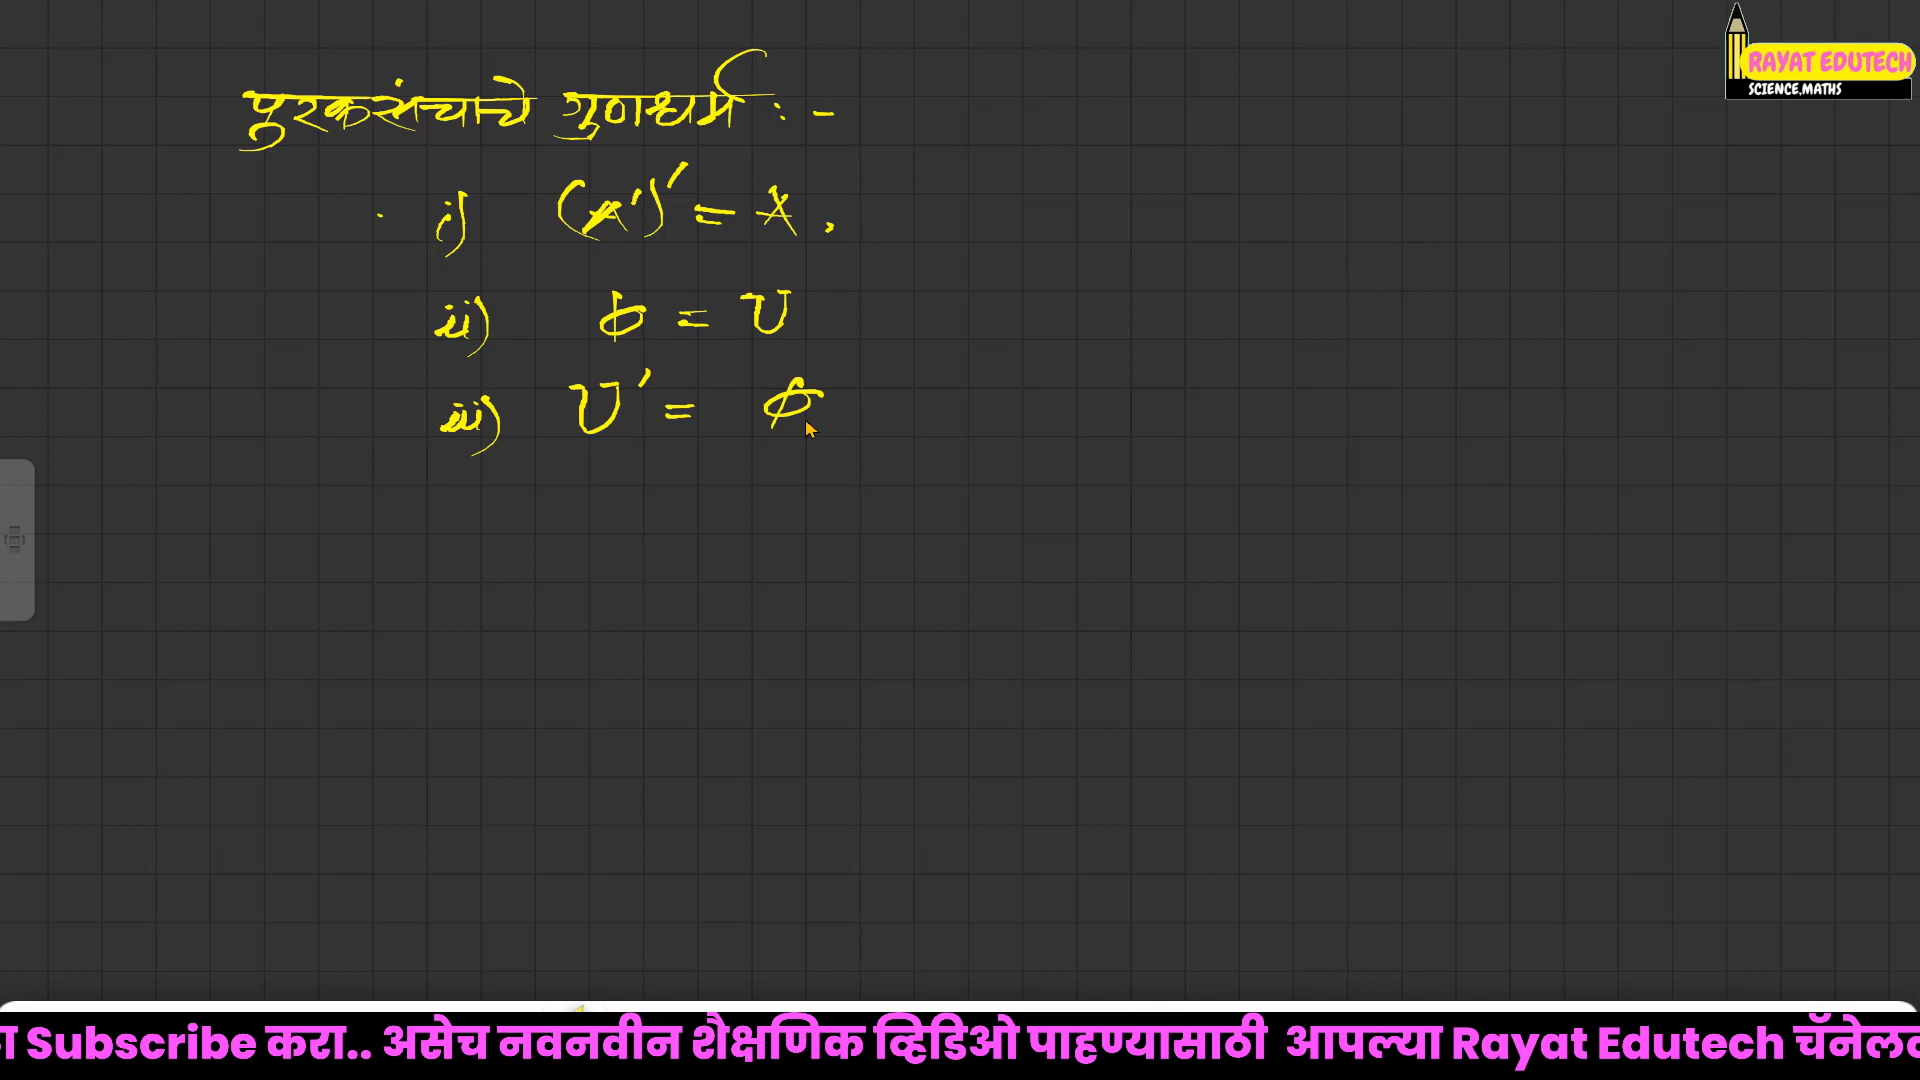 RAYAT EDUTECH
SCIENCE,MATHS
पुरकसंचाचे गुणधर्म :-
i) (A')' = A.
ii) ϕ = U
iii) U' = ϕ
Subscribe करा.. असेच नवनवीन शैक्षणिक व्हिडिओ पाहण्यासाठी आपल्या Rayat Edutech